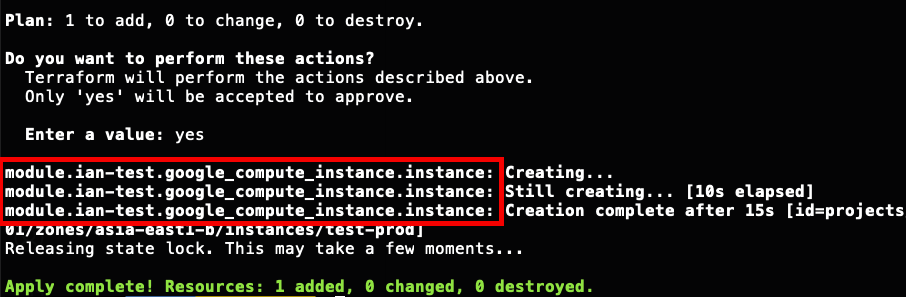 Plan: 1 to add, 0 to change, 0 to destroy.
Do you want to perform these actions?
Terraform will perform the actions described above.
Only 'yes' will be accepted to approve.
Enter a value: yes
module.ian-test.google_compute_instance.instance: Creating...
module.ian-test.google_compute_instance.instance: Still creating... [10s elapsed]
module.ian-test.google_compute_instance.instance: Creation complete after 15s [id=projects
01/zones/asia-east1-b/instances/test-prod]
Releasing state lock. This may take a few moments...
Apply complete! Resources: 1 added, 0 changed, 0 destroyed.